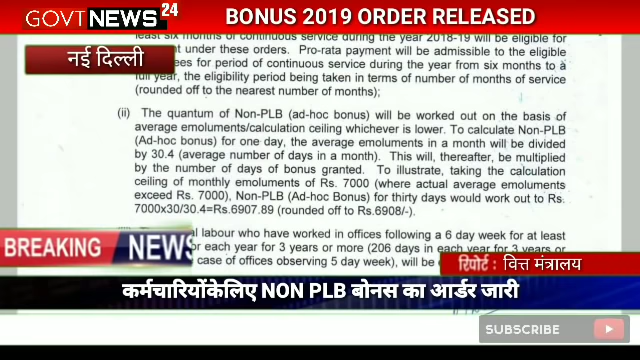 GOVT NEWS 24
BONUS 2019 ORDER RELEASED
least six months of continuous service during the year 2018-19 will be eligible for
नई दिल्ली
under these orders. Pro-rata payment will be admissible to the eligible
for period of continuous service during the year from six months to a
full year, the eligibility period being taken in terms of number of months of service
(rounded off to the nearest number of months);
(ii) The quantum of Non-PLB (ad-hoc bonus) will be worked out on the basis of
average emoluments/calculation ceiling whichever is lower. To calculate Non-PLB
(Ad-hoc bonus) for one day, the average emoluments in a month will be divided
by 30.4 (average number of days in a month). This will, thereafter, be multiplied
by the number of days of bonus granted. To illustrate, taking the calculation
ceiling of monthly emoluments of Rs. 7000 (where actual average emoluments
exceed Rs. 7000), Non-PLB (Ad-hoc Bonus) for thirty days would work out to Rs.
7000x30/30.4=Rs.6907.89 (rounded off to Rs.6908/-).
labour who have worked in offices following a 6 day week for at least
BREAKING NEWS
for each year for 3 years or more (206 days in each year for 3 years or
case of offices observing 5 day week), will be
रिपोर्ट : वित्त मंत्रालय
कर्मचारियोंकेलिए NON PLB बोनस का आर्डर जारी
SUBSCRIBE